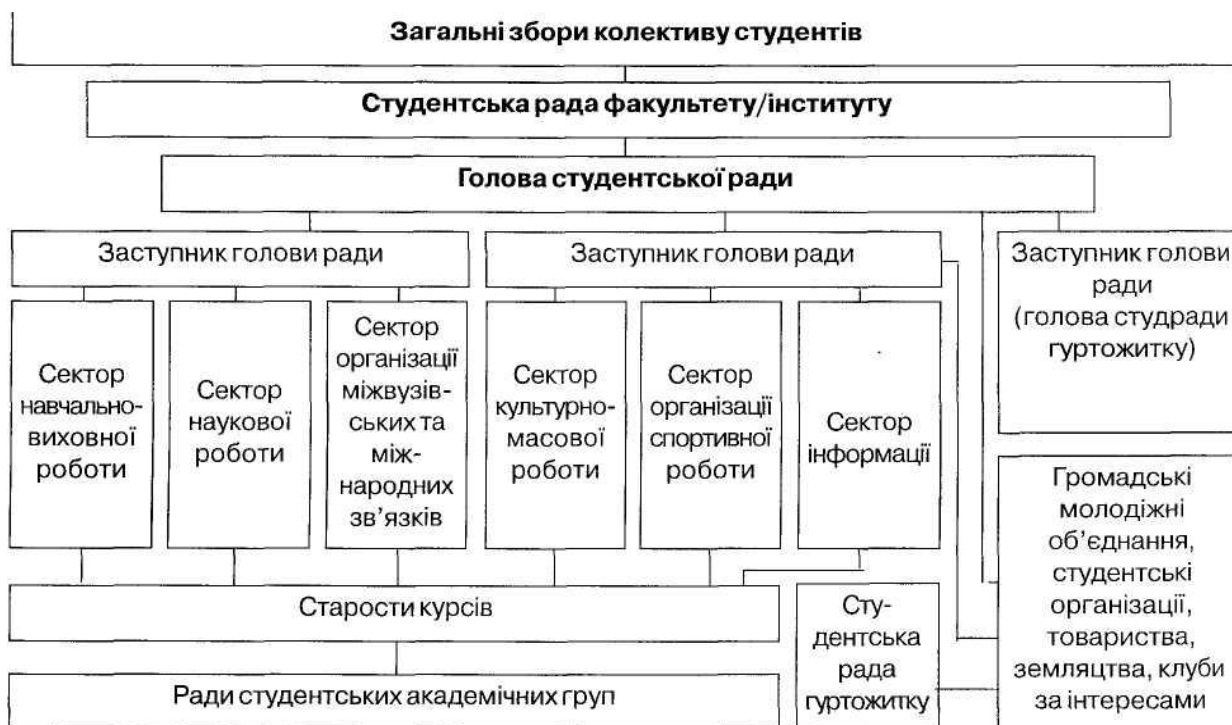 Загальні збори колективу студентів
Студентська рада факультету/інституту
Голова студентської ради
Заступник голови ради
Заступник голови ради
Заступник голови
ради
(голова студради
гуртожитку)
Сектор
навчально-
виховної
роботи
Сектор
наукової
роботи
Сектор
організації
міжвузів-
ських та
між-
народних
зв’язків
Сектор
культурно-
масової
роботи
Сектор
організації
спортивної
роботи
Сектор
інформації
Громадські
молодіжні
об’єднання,
студентські
організації,
товариства,
земляцтва, клуби
за інтересами
Старости курсів
Сту-
дентська
рада
гуртожитку
Ради студентських академічних груп